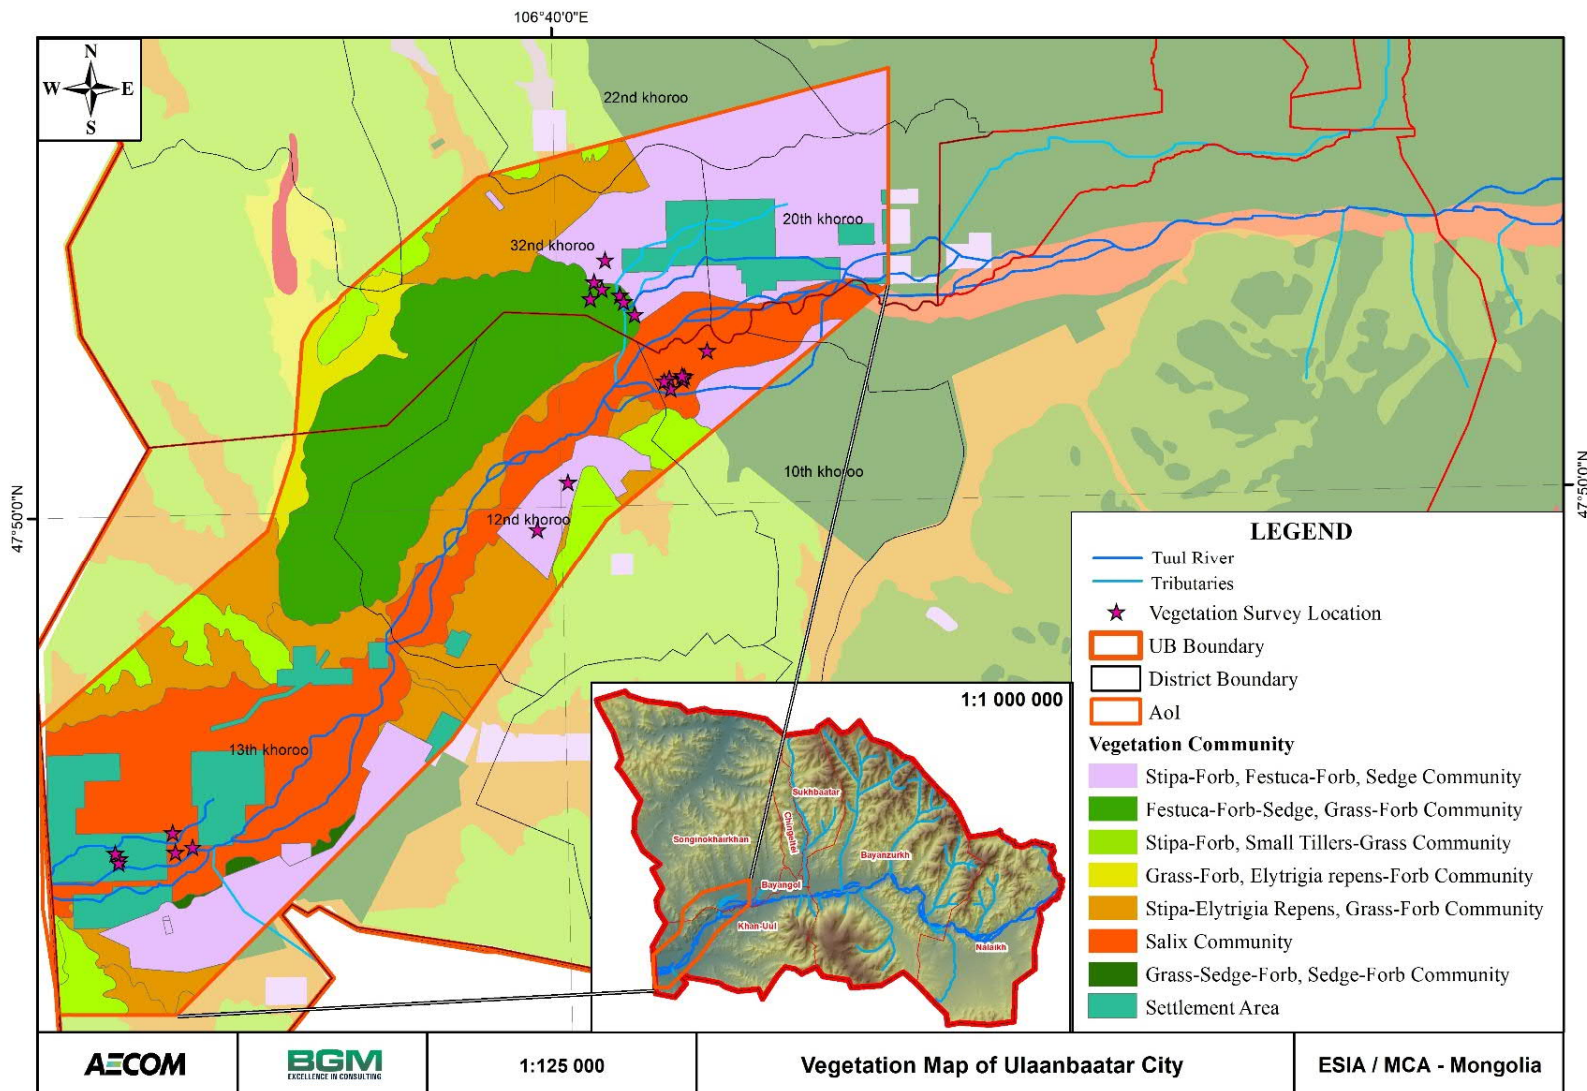 106°40'0"E
N
W E
S
22nd khoroo
20th khoroo
32nd khoroo
10th khoroo
12nd khoroo
13th khoroo
47°50'0"N
47°50'0"N
LEGEND
Tuul River
Tributaries
Vegetation Survey Location
UB Boundary
District Boundary
AoI
Vegetation Community
Stipa-Forb, Festuca-Forb, Sedge Community
Festuca-Forb-Sedge, Grass-Forb Community
Stipa-Forb, Small Tillers-Grass Community
Grass-Forb, Elytrigia repens-Forb Community
Stipa-Elytrigia Repens, Grass-Forb Community
Salix Community
Grass-Sedge-Forb, Sedge-Forb Community
Settlement Area
1:1 000 000
Sukhbaatar
Chingeltei
Songinokhairkhan
Bayanzurkh
Bayangol
Khan-Uul
Nalaikh
AECOM
BGM
EXCELLENCE IN CONSULTING
1:125 000
Vegetation Map of Ulaanbaatar City
ESIA / MCA - Mongolia